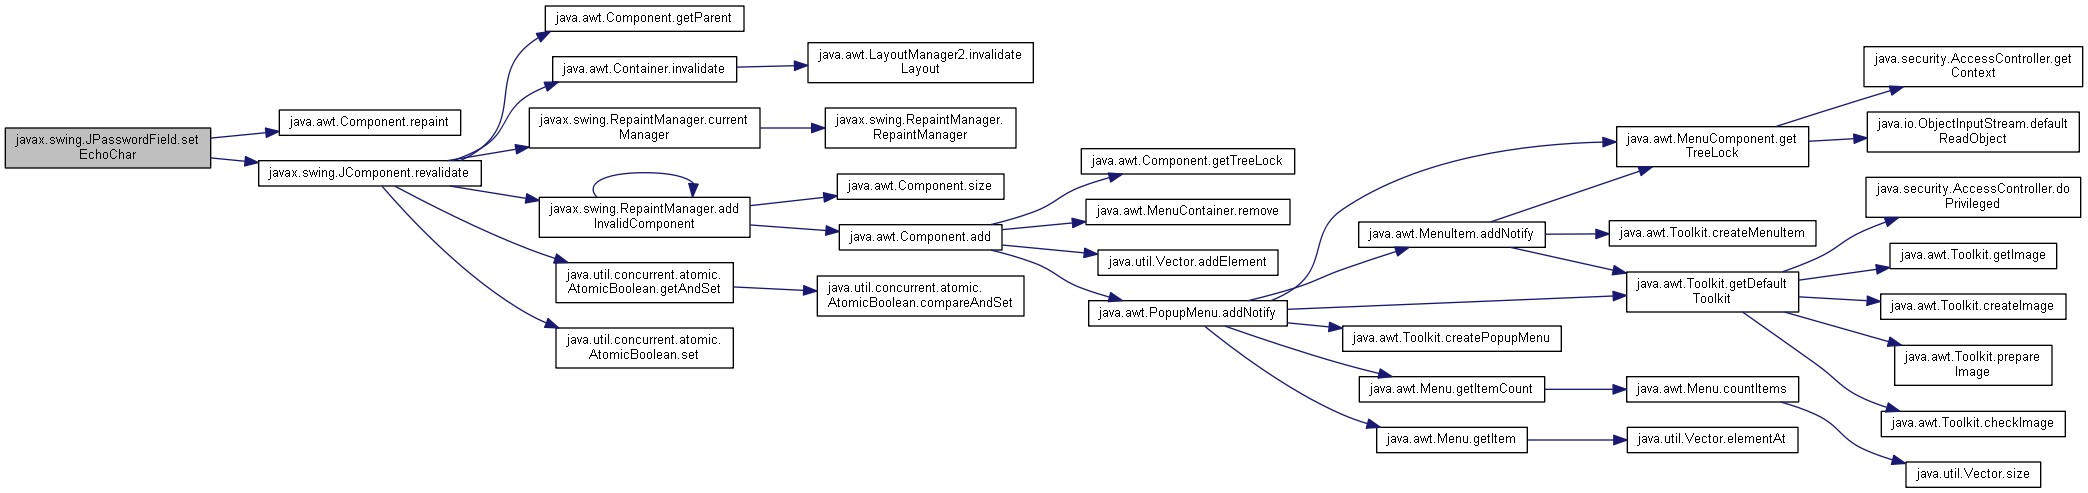 javax.swing.JPasswordField.set
EchoChar
java.awt.Component.repaint
javax.swing.JComponent.revalidate
java.awt.Component.getParent
java.awt.Container.invalidate
java.awt.LayoutManager2.invalidate
Layout
javax.swing.RepaintManager.current
Manager
javax.swing.RepaintManager.
RepaintManager
javax.swing.RepaintManager.add
InvalidComponent
java.awt.Component.size
java.awt.Component.add
java.util.concurrent.atomic.
AtomicBoolean.getAndSet
java.util.concurrent.atomic.
AtomicBoolean.compareAndSet
java.util.concurrent.atomic.
AtomicBoolean.set
java.awt.Component.getTreeLock
java.awt.MenuContainer.remove
java.util.Vector.addElement
java.awt.PopupMenu.addNotify
java.awt.MenuItem.addNotify
java.awt.Toolkit.createPopupMenu
java.awt.Menu.getItemCount
java.awt.Menu.getItem
java.awt.MenuComponent.get
TreeLock
java.awt.Toolkit.createMenuItem
java.awt.Toolkit.getDefault
Toolkit
java.awt.Menu.countItems
java.util.Vector.elementAt
java.security.AccessController.get
Context
java.io.ObjectInputStream.default
ReadObject
java.security.AccessController.do
Privileged
java.awt.Toolkit.getImage
java.awt.Toolkit.createImage
java.awt.Toolkit.prepare
Image
java.awt.Toolkit.checkImage
java.util.Vector.size